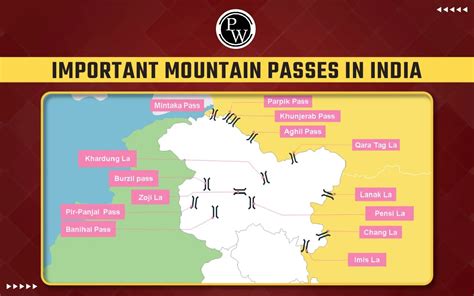 PW
IMPORTANT MOUNTAIN PASSES IN INDIA
Mintaka Pass
Parpik Pass
Khunjerab Pass
Aghil Pass
Qara Tag La
Khardung La
Burzil pass
Zoji La
Lanak La
Pir-Panjal Pass
Pensi La
Banihal Pass
Chang La
Imis La